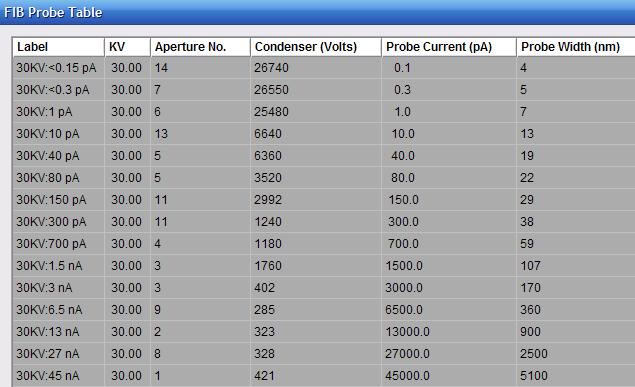 FIB Probe Table
Label KV Aperture No. Condenser (Volts) Probe Current (pA) Probe Width (nm)
30KV:<0.15 pA 30.00 14 26740 0.1 4
30KV:<0.3 pA 30.00 7 26550 0.3 5
30KV:1 pA 30.00 6 25480 1.0 7
30KV:10 pA 30.00 13 6640 10.0 13
30KV:40 pA 30.00 5 6360 40.0 19
30KV:80 pA 30.00 5 3520 80.0 22
30KV:150 pA 30.00 11 2992 150.0 29
30KV:300 pA 30.00 11 1240 300.0 38
30KV:700 pA 30.00 4 1180 700.0 59
30KV:1.5 nA 30.00 3 1760 1500.0 107
30KV:3 nA 30.00 3 402 3000.0 170
30KV:6.5 nA 30.00 9 285 6500.0 360
30KV:13 nA 30.00 2 323 13000.0 900
30KV:27 nA 30.00 8 328 27000.0 2500
30KV:45 nA 30.00 1 421 45000.0 5100